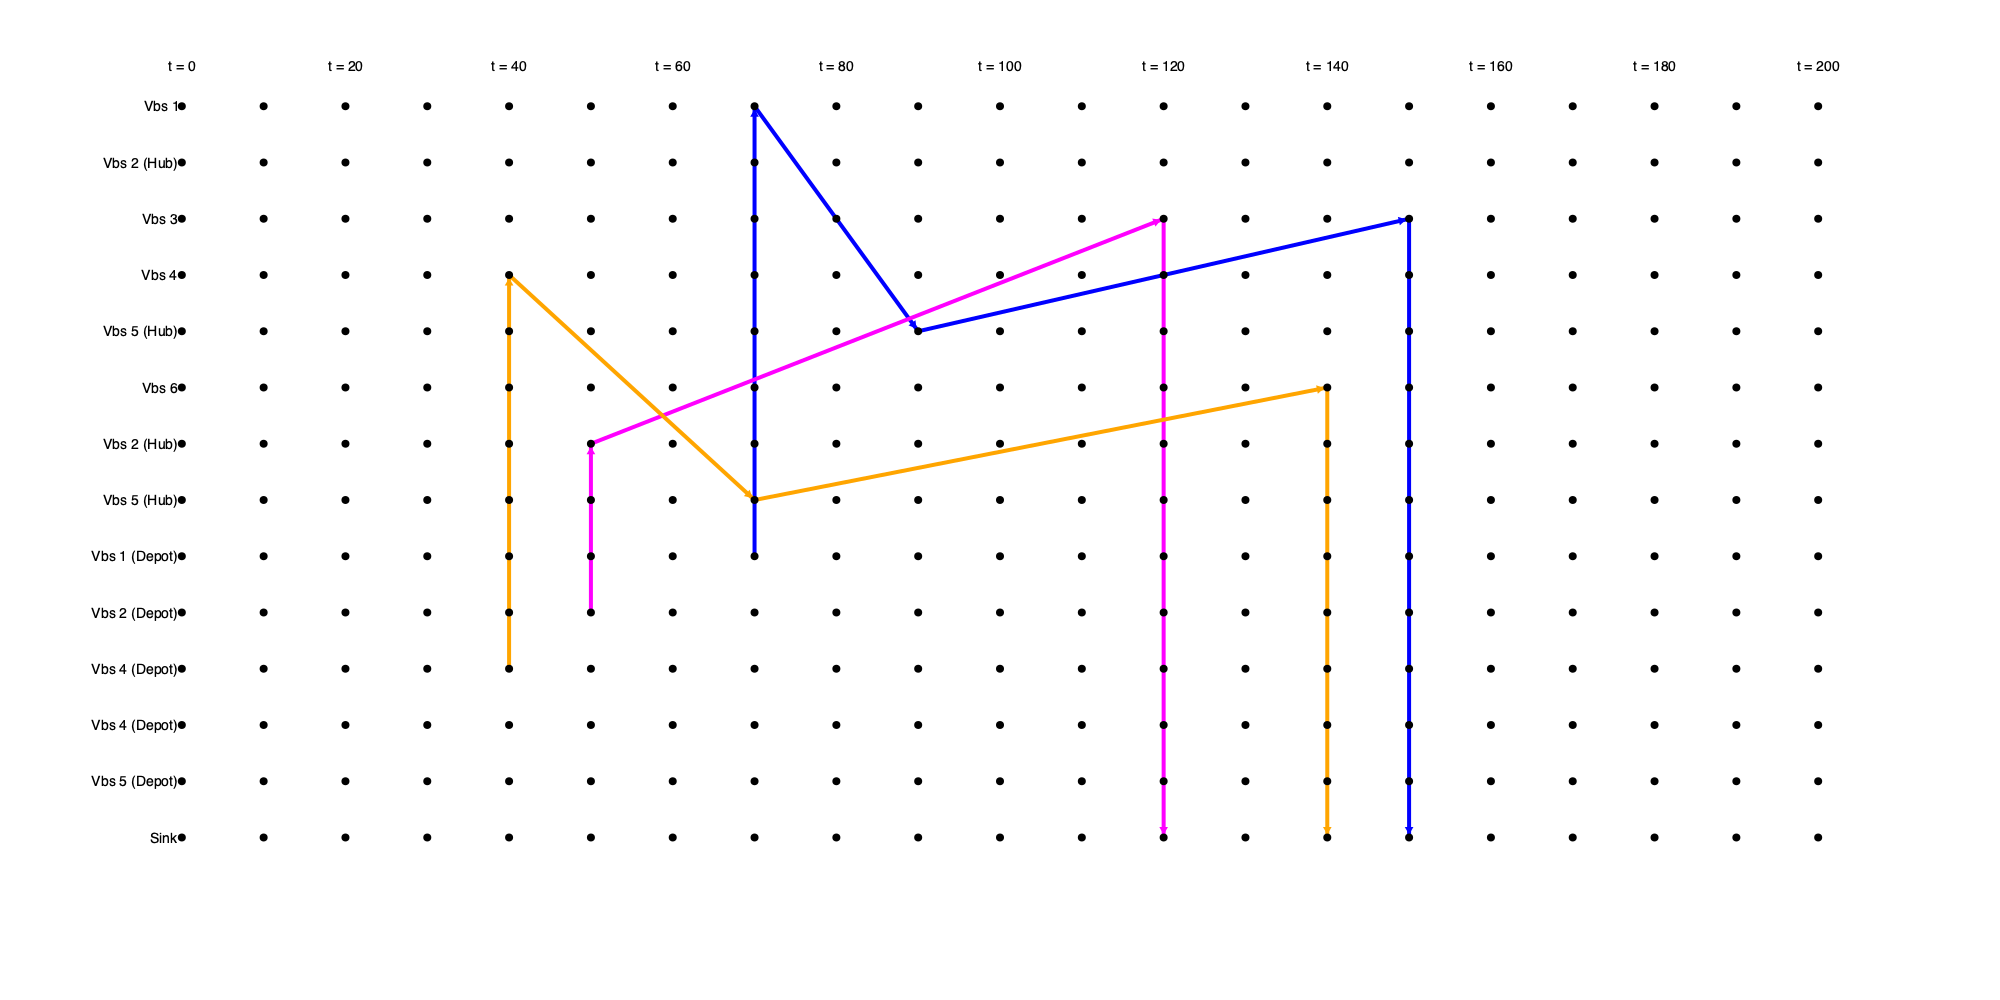 t = 0 t = 20 t = 40 t = 60 t = 80 t = 100 t = 120 t = 140 t = 160 t = 180 t = 200
Vbs 1
Vbs 2 (Hub)
Vbs 3
Vbs 4
Vbs 5 (Hub)
Vbs 6
Vbs 2 (Hub)
Vbs 5 (Hub)
Vbs 1 (Depot)
Vbs 2 (Depot)
Vbs 4 (Depot)
Vbs 4 (Depot)
Vbs 5 (Depot)
Sink